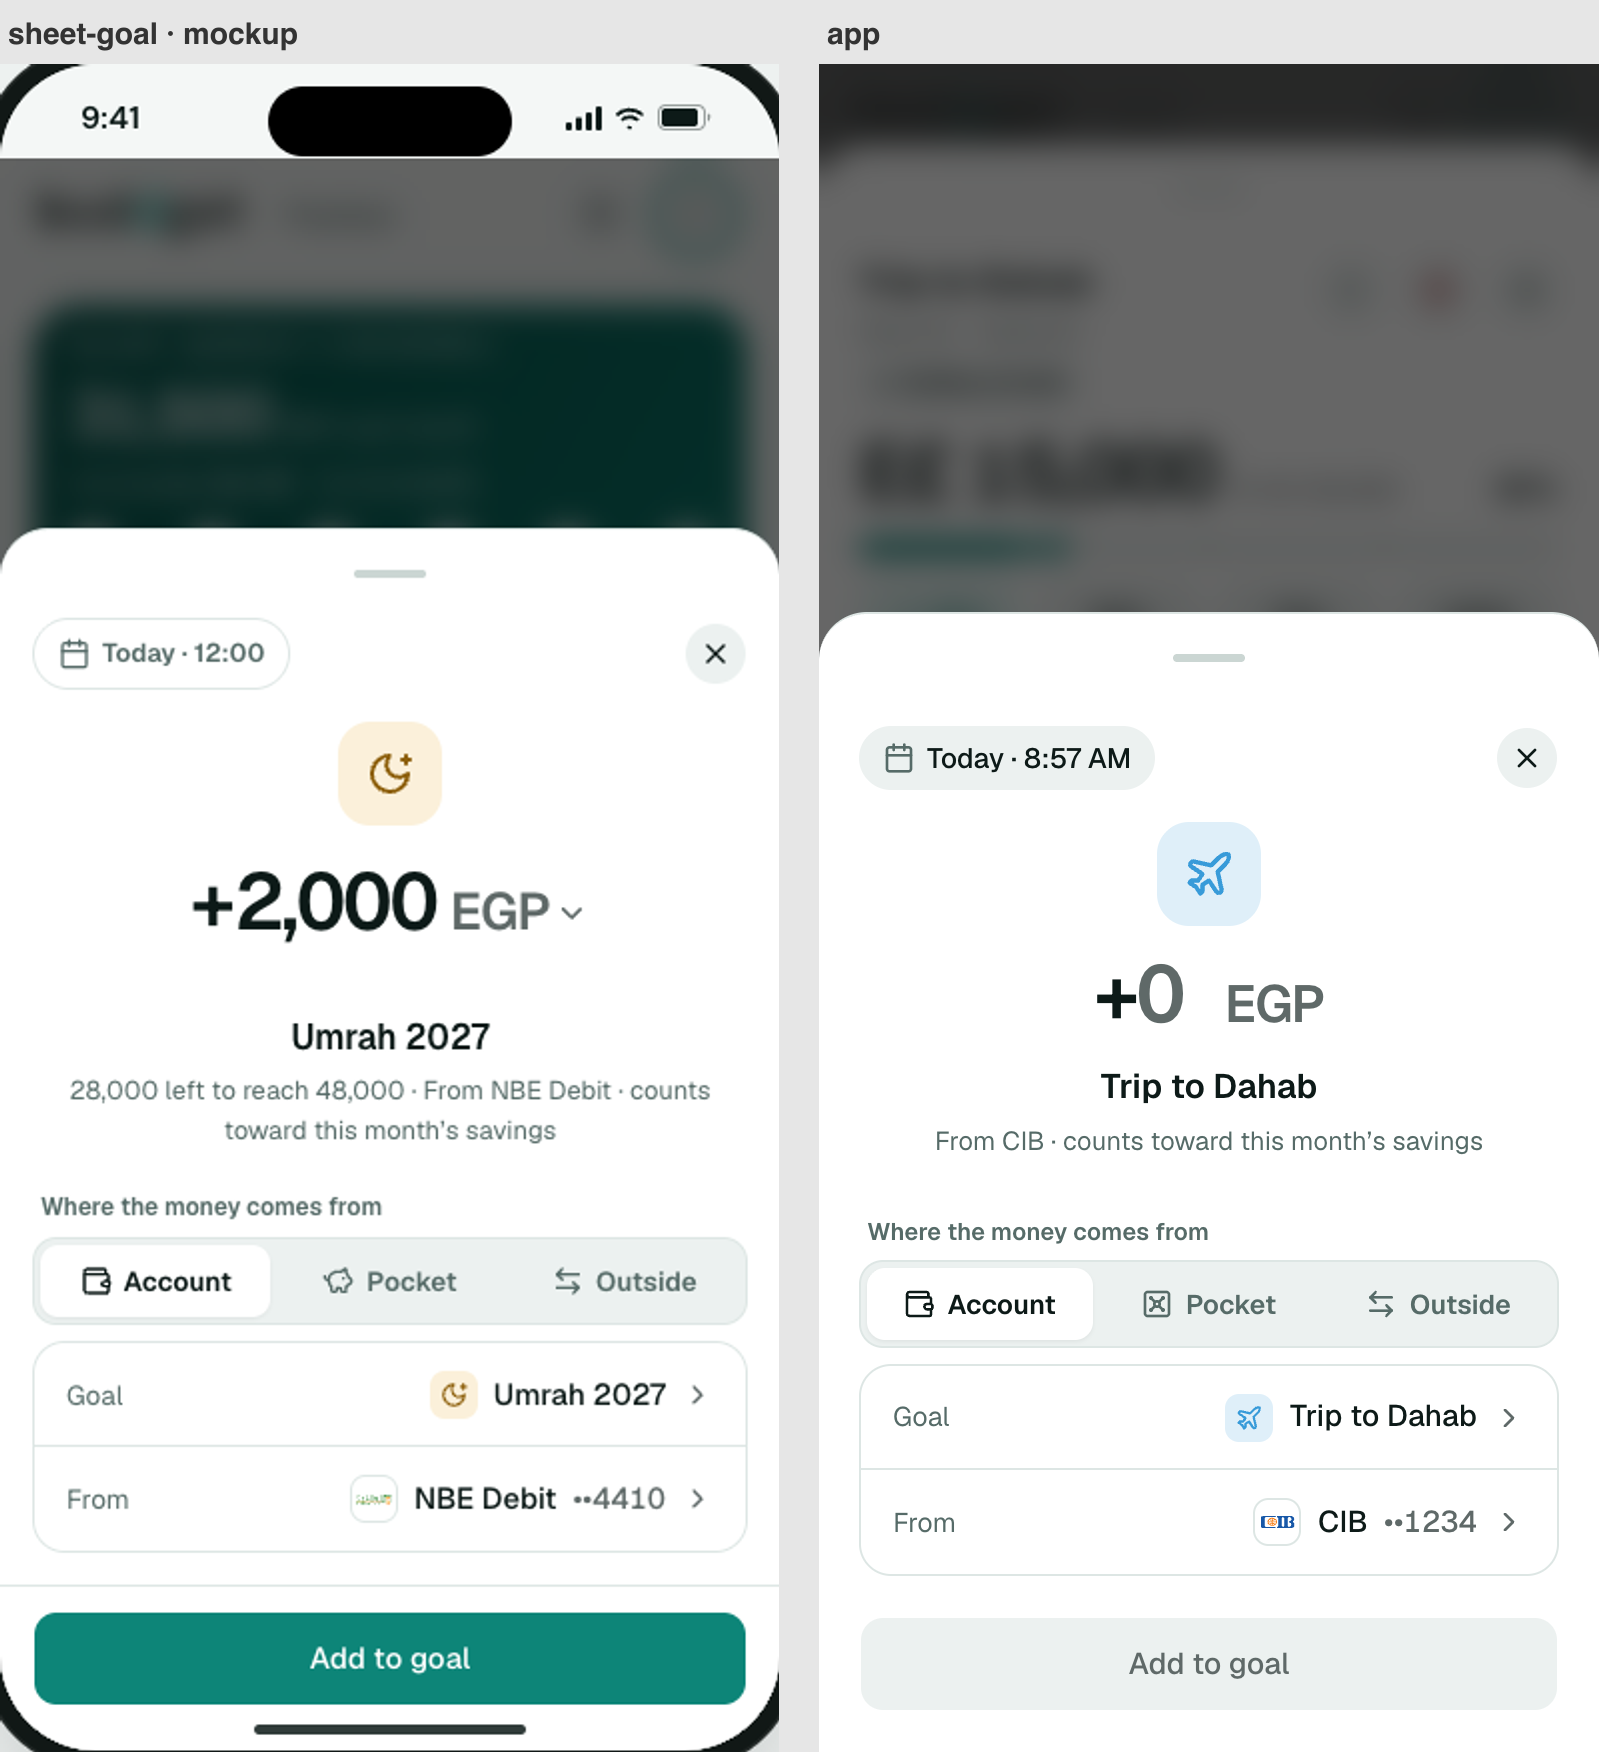 sheet-goal · mockup
9:41
Today · 12:00
+2,000 EGP
Umrah 2027
28,000 left to reach 48,000 · From NBE Debit · counts
toward this month’s savings
Where the money comes from
Account
Pocket
Outside
Goal
Umrah 2027
From
NBE Debit ••4410
Add to goal
app
Today · 8:57 AM
+0 EGP
Trip to Dahab
From CIB · counts toward this month’s savings
Where the money comes from
Account
Pocket
Outside
Goal
Trip to Dahab
From
CIB
CIB ••1234
Add to goal